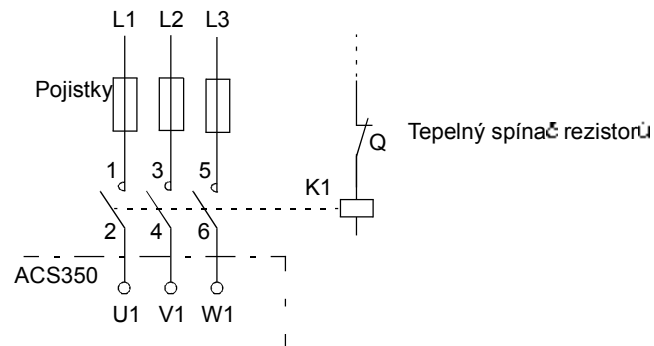 L1 L2 L3
Pojistky
Tepelný spínač rezistorů
Q
1 3 5
K1
2 4 6
ACS350
U1 V1 W1